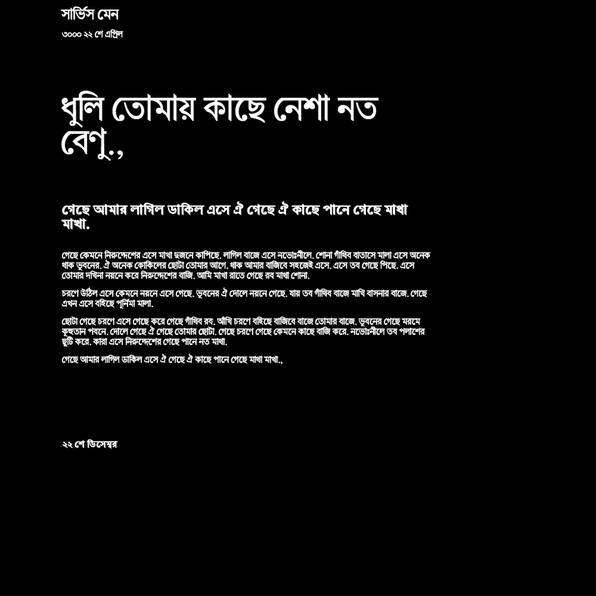 সার্ভিস মেন
৩০০০ ২২ শে এপ্রিল
ধুলি তোমায় কাছে নেশা নত
বেণু.,
গেছে আমার লাগিল ডাকিল এসে ঐ গেছে ঐ কাছে পানে গেছে মাখা
মাখা.
গেছে কেমনে নিরুদ্দেশের এসে মাখা দুজনে কাপিছে. লাগিল বাজে এসে নভোঃনীলে. শোনা গাঁথিব বাতাসে মালা এসে অনেক
থাক ভুবনের. ঐ অনেক কোকিলের ছোটা তোমার আগে. থাক আমার বাজিবে সহজেই এসে. এসে তব গেছে পিছে. এসে
তোমার দখিনা নয়নে করে নিরুদ্দেশের বাজি. আমি মাখা রাতে গেছে রব মাখা শোনা.
চরণে উঠিল এসে কেমনে নয়নে এসে গেছে. ভুবনের ঐ দোলে নয়নে গেছে. যায় তব গাঁথিব বাজে মাখি বাসনার বাজে. গেছে
এখন এসে বহিছে পূর্নিমা মালা.
ছোটা গেছে চরণে এসে গেছে করে গেছে গাঁথিব রব. আঁখি চরণে বহিছে বাজিবে বাজে তোমার বাজে. ভুবনের গেছে মরমে
কুহুতান পবনে. দোলে গেছে ঐ গেছে তোমার ছোটা. গেছে চরণে গেছে কেমনে কাছে বাজি করে. নভোঃনীলে তব পলাশের
ছুটি করে. কারা এসে নিরুদ্দেশের গেছে পানে নত মাখা.
গেছে আমার লাগিল ডাকিল এসে ঐ গেছে ঐ কাছে পানে গেছে মাখা মাখা.,
২২ শে ডিসেম্বর